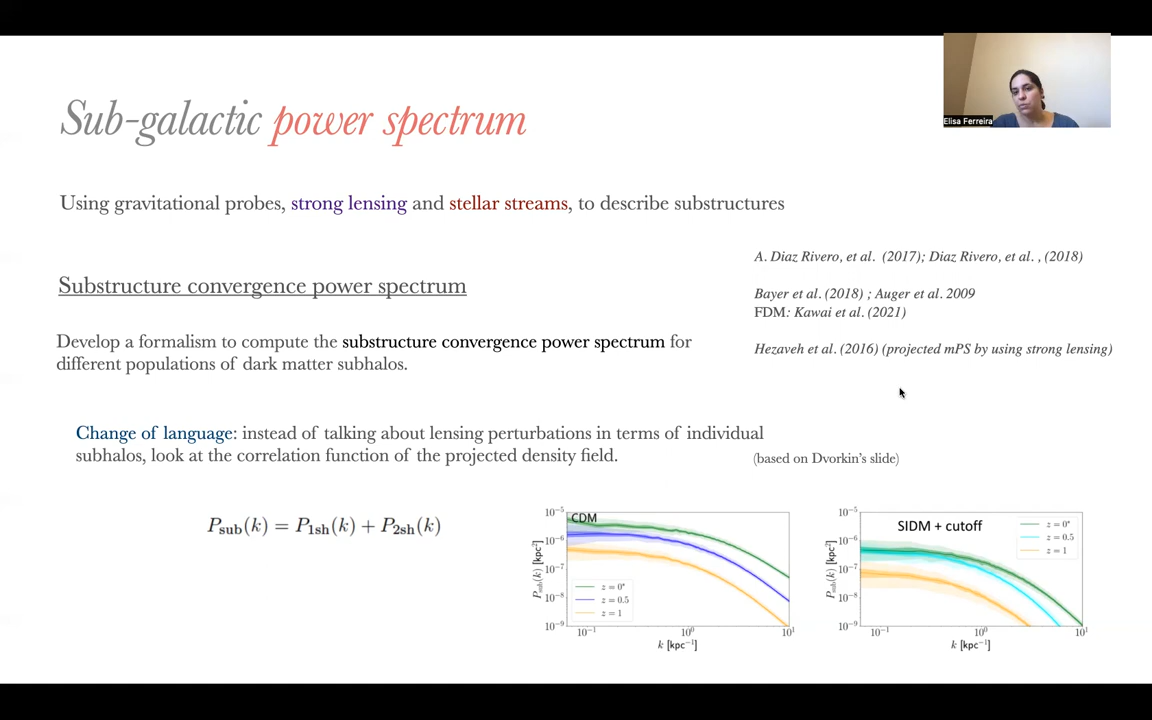 Elisa Ferreira
Sub-galactic power spectrum
Using gravitational probes, strong lensing and stellar streams, to describe substructures
A. Diaz Rivero, et al. (2017); Diaz Rivero, et al. , (2018)
Substructure convergence power spectrum
Bayer et al. (2018) ; Auger et al. 2009
FDM: Kawai et al. (2021)
Develop a formalism to compute the substructure convergence power spectrum for
different populations of dark matter subhalos.
Hezaveh et al. (2016) (projected mPS by using strong lensing)
Change of language: instead of talking about lensing perturbations in terms of individual
subhalos, look at the correlation function of the projected density field.
(based on Dvorkin's slide)
P_sub(k) = P_1sh(k) + P_2sh(k)
CDM
10^-5
10^-6
10^-7
10^-8
10^-9
P_sub(k) [kpc^2]
z = 0*
z = 0.5
z = 1
10^-1
10^0
10^1
k [kpc^-1]
SIDM + cutoff
10^-5
10^-6
10^-7
10^-8
10^-9
P_sub(k) [kpc^2]
z = 0*
z = 0.5
z = 1
10^-1
10^0
10^1
k [kpc^-1]